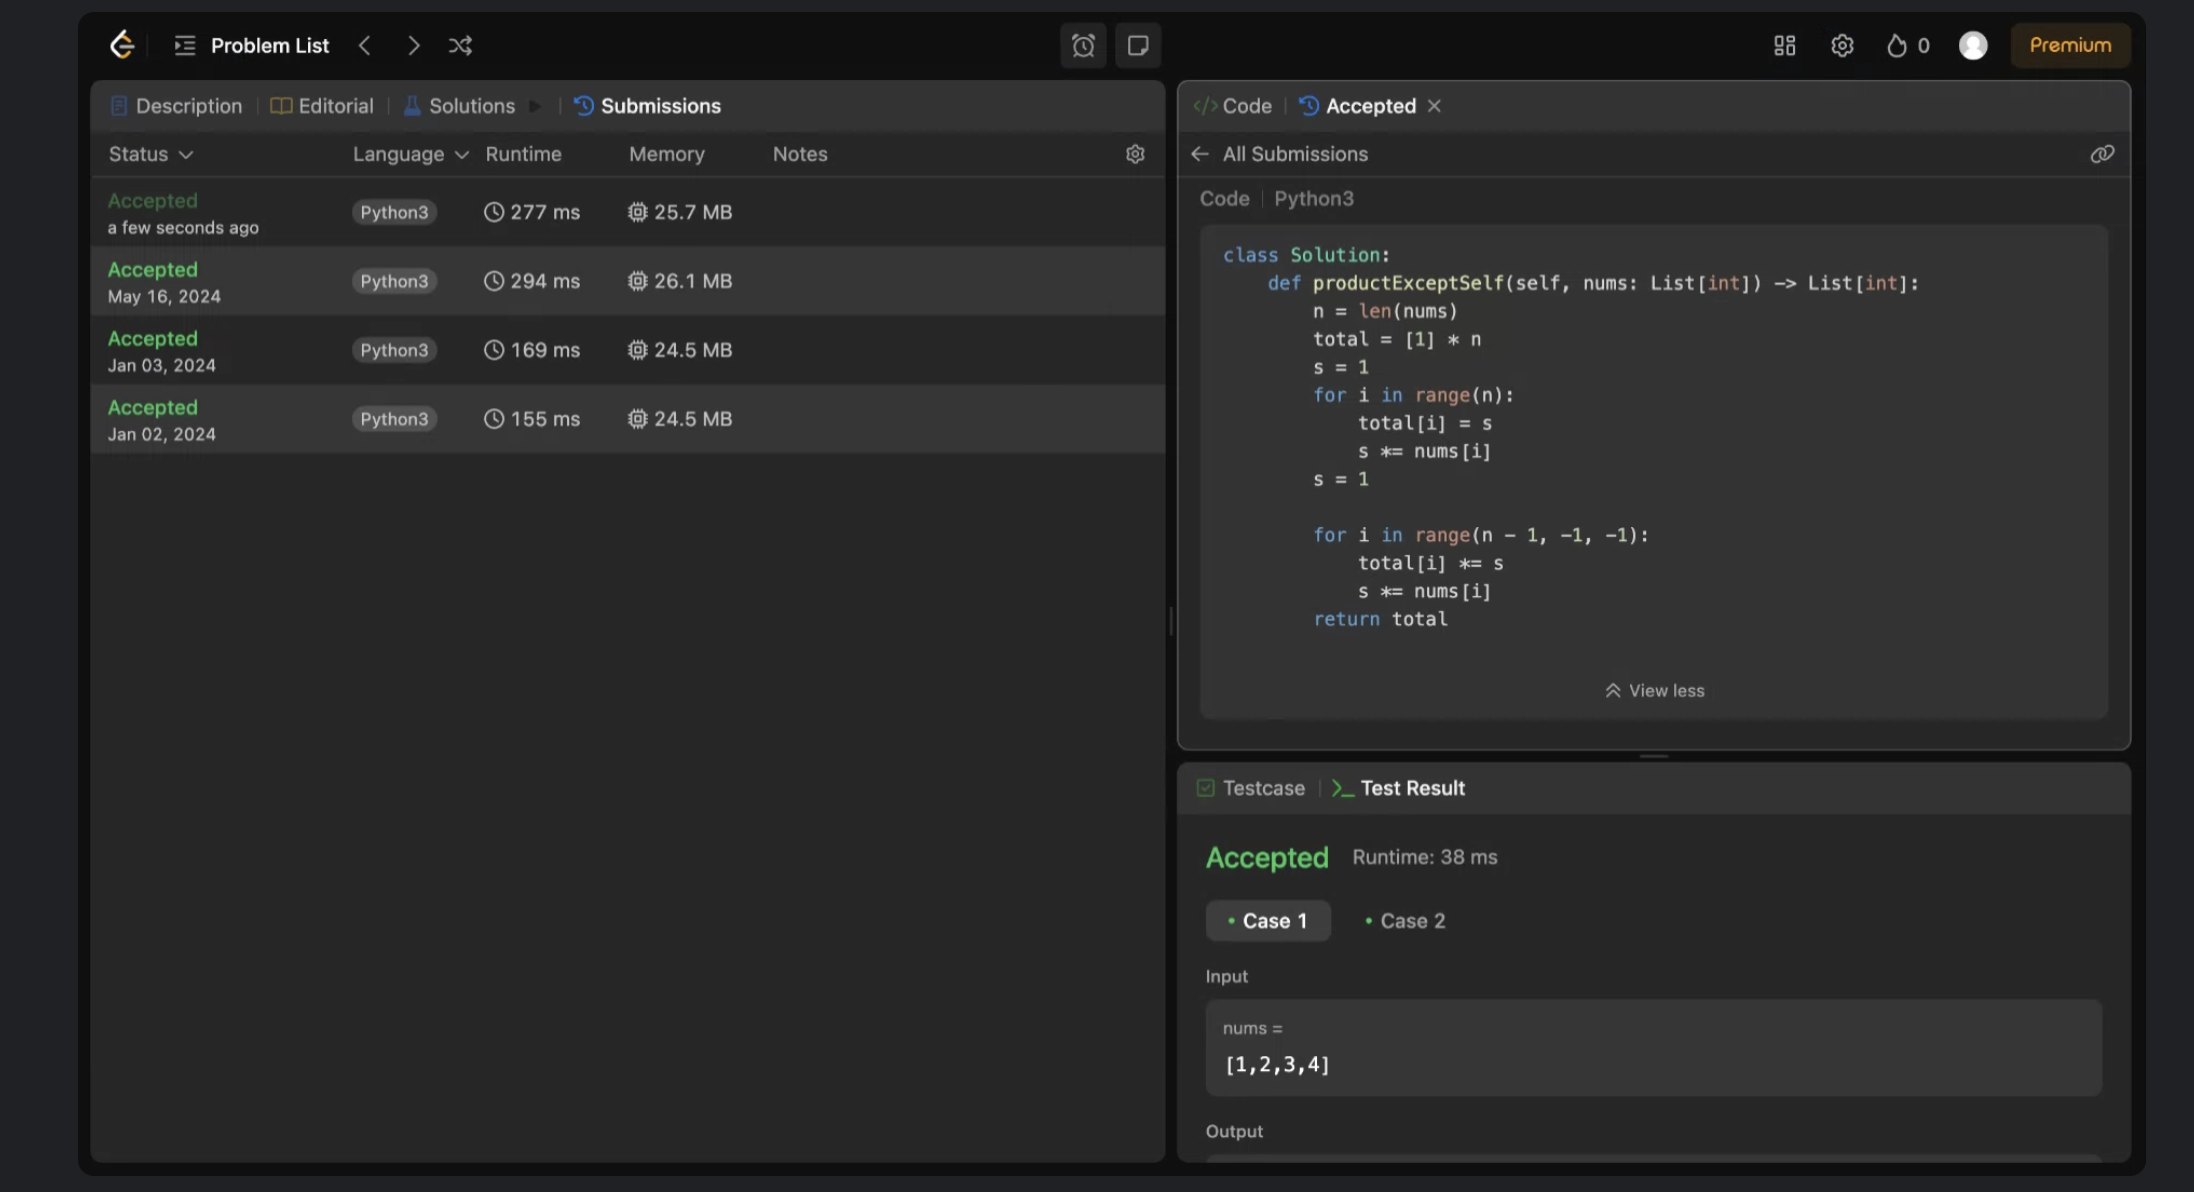 Problem List
0
Premium
Description
Editorial
Solutions
Submissions
Status
Language
Runtime
Memory
Notes
Accepted
a few seconds ago
Python3
277 ms
25.7 MB
Accepted
May 16, 2024
Python3
294 ms
26.1 MB
Accepted
Jan 03, 2024
Python3
169 ms
24.5 MB
Accepted
Jan 02, 2024
Python3
155 ms
24.5 MB
</> Code
Accepted
All Submissions
Code | Python3
class Solution:
    def productExceptSelf(self, nums: List[int]) -> List[int]:
        n = len(nums)
        total = [1] * n
        s = 1
        for i in range(n):
            total[i] = s
            s *= nums[i]
        s = 1
        for i in range(n - 1, -1, -1):
            total[i] *= s
            s *= nums[i]
        return total
View less
Testcase
>_ Test Result
Accepted
Runtime: 38 ms
• Case 1
• Case 2
Input
nums =
[1,2,3,4]
Output